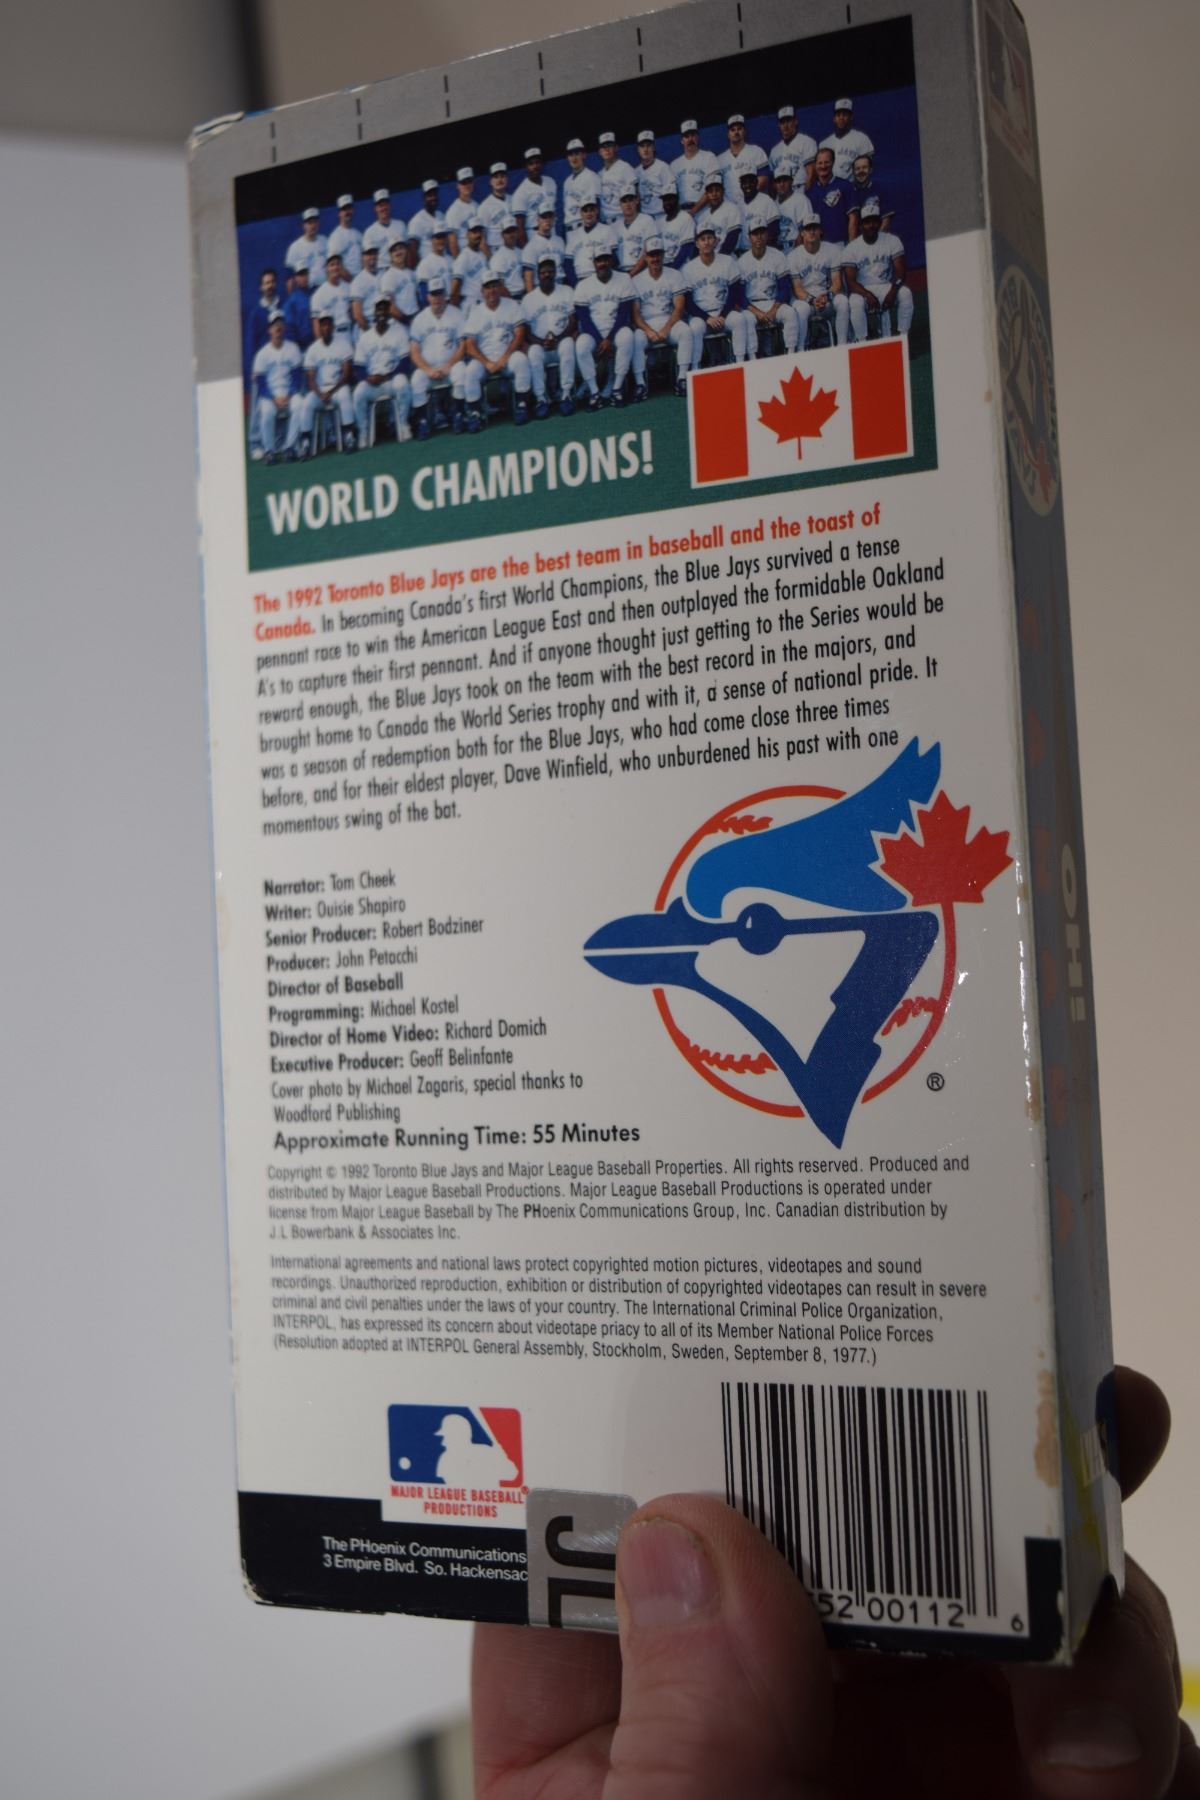 WORLD CHAMPIONS!
The 1992 Toronto Blue Jays are the best team in baseball and the toast of
Canada. In becoming Canada's first World Champions, the Blue Jays survived a tense
pennant race to win the American League East and then outplayed the formidable Oakland
A's to capture their first pennant. And if anyone thought just getting to the Series would be
reward enough, the Blue Jays took on the team with the best record in the majors, and
brought home to Canada the World Series trophy and with it, a sense of national pride. It
was a season of redemption both for the Blue Jays, who had come close three times
before, and for their eldest player, Dave Winfield, who unburdened his past with one
momentous swing of the bat.
Narrator: Tom Cheek
Writer: Ouisie Shapiro
Senior Producer: Robert Bodziner
Producer: John Petacchi
Director of Baseball
Programming: Michael Kostel
Director of Home Video: Richard Domich
Executive Producer: Geoff Belinfante
Cover photo by Michael Zagaris, special thanks to
Woodford Publishing
Approximate Running Time: 55 Minutes
®
Copyright © 1992 Toronto Blue Jays and Major League Baseball Properties. All rights reserved. Produced and
distributed by Major League Baseball Productions. Major League Baseball Productions is operated under
license from Major League Baseball by The PHoenix Communications Group, Inc. Canadian distribution by
J.L Bowerbank & Associates Inc.
International agreements and national laws protect copyrighted motion pictures, videotapes and sound
recordings. Unauthorized reproduction, exhibition or distribution of copyrighted videotapes can result in severe
criminal and civil penalties under the laws of your country. The International Criminal Police Organization,
INTERPOL, has expressed its concern about videotape priacy to all of its Member National Police Forces
(Resolution adopted at INTERPOL General Assembly, Stockholm, Sweden, September 8, 1977.)
MAJOR LEAGUE BASEBALL®
PRODUCTIONS
The PHoenix Communications
3 Empire Blvd. So. Hackensac
JL
52 00112 6
OH!